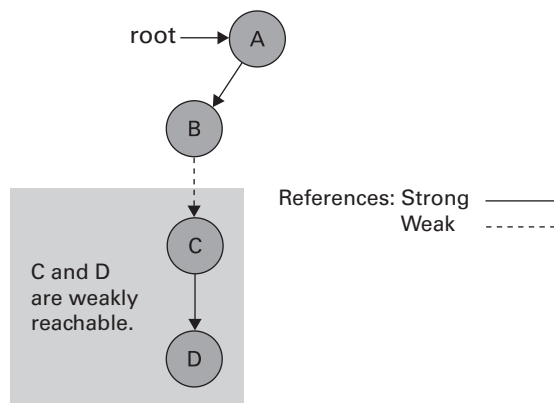 root
A
B
References: Strong
Weak
C
C and D
are weakly
reachable.
D